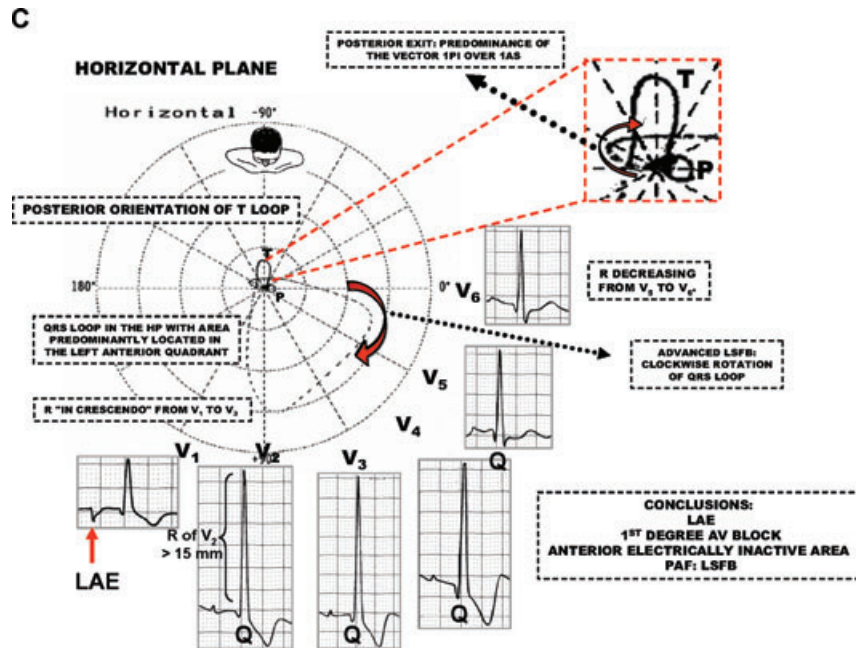 C
POSTERIOR EXIT: PREDOMINANCE OF
THE VECTOR 1PI OVER 1AS
HORIZONTAL PLANE
Horizontal -90°
T
P
POSTERIOR ORIENTATION OF T LOOP
T
P
180°
0°
V6
R DECREASING
FROM V5 TO V6.
QRS LOOP IN THE HP WITH AREA
PREDOMINANTLY LOCATED IN
THE LEFT ANTERIOR QUADRANT
ADVANCED LSFB:
CLOCKWISE ROTATION
OF QRS LOOP
V5
R "IN CRESCENDO" FROM V1 TO V3
V4
V1
V2
+90°
V3
Q
R of V2
> 15 mm
LAE
Q
Q
Q
CONCLUSIONS:
LAE
1ST DEGREE AV BLOCK
ANTERIOR ELECTRICALLY INACTIVE AREA
PAF: LSFB